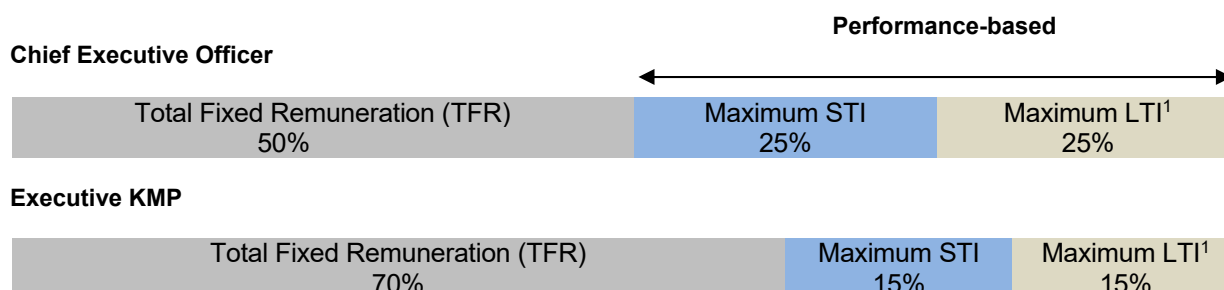 Performance-based
Chief Executive Officer
Total Fixed Remuneration (TFR) Maximum STI Maximum LTI¹
50% 25% 25%
Executive KMP
Total Fixed Remuneration (TFR) Maximum STI Maximum LTI¹
70% 15% 15%